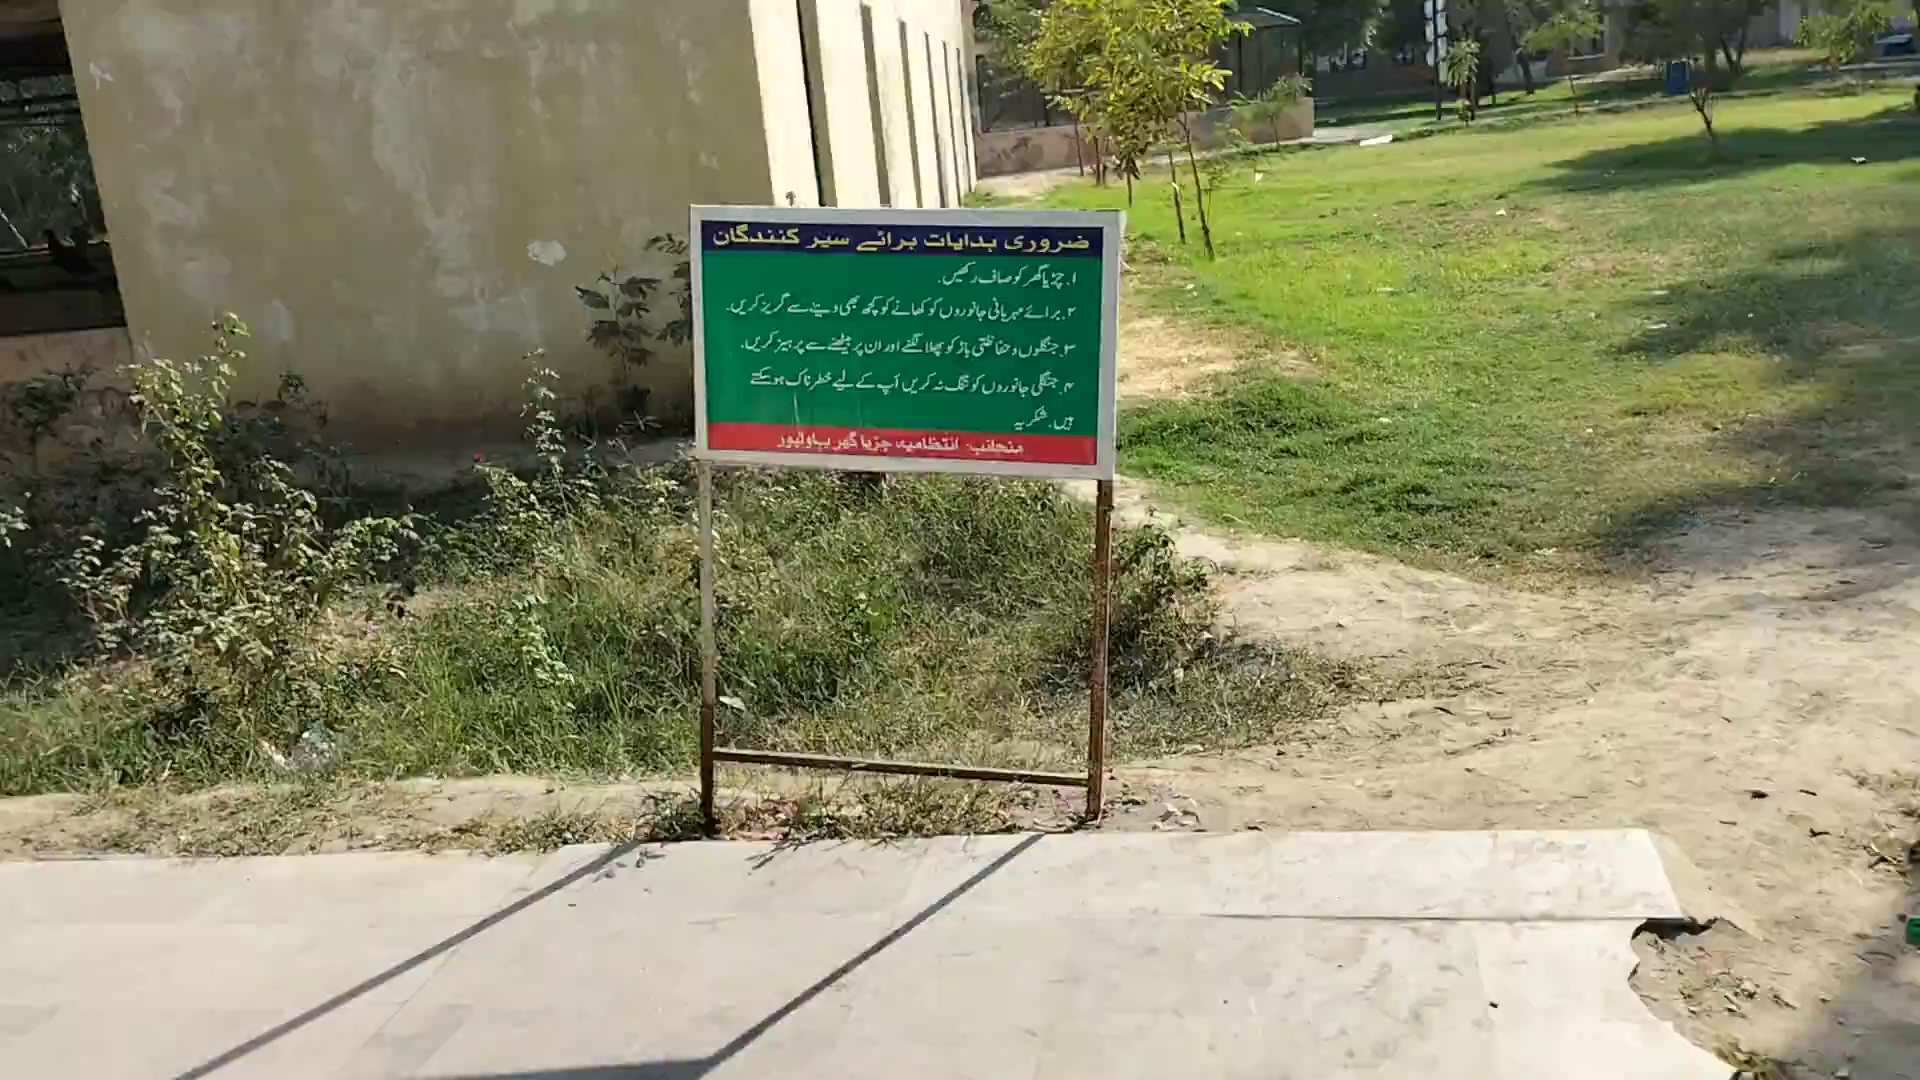 ضروری ہدایات برائے سیر کنندگان
۱۔ چڑیا گھر کو صاف رکھیں۔
۲۔ برائے مہربانی جانوروں کو کھانے کو کچھ بھی دینے سے گریز کریں۔
۳۔ جنگلوں و حفاظتی باڑ کو پھلانگنے اور ان پر بیٹھنے سے پرہیز کریں۔
۴۔ جنگلی جانوروں کو تنگ نہ کریں آپ کے لیے خطرناک ہو سکتے
ہیں۔ شکریہ
منجانب: انتظامیہ چڑیا گھر بہاولپور